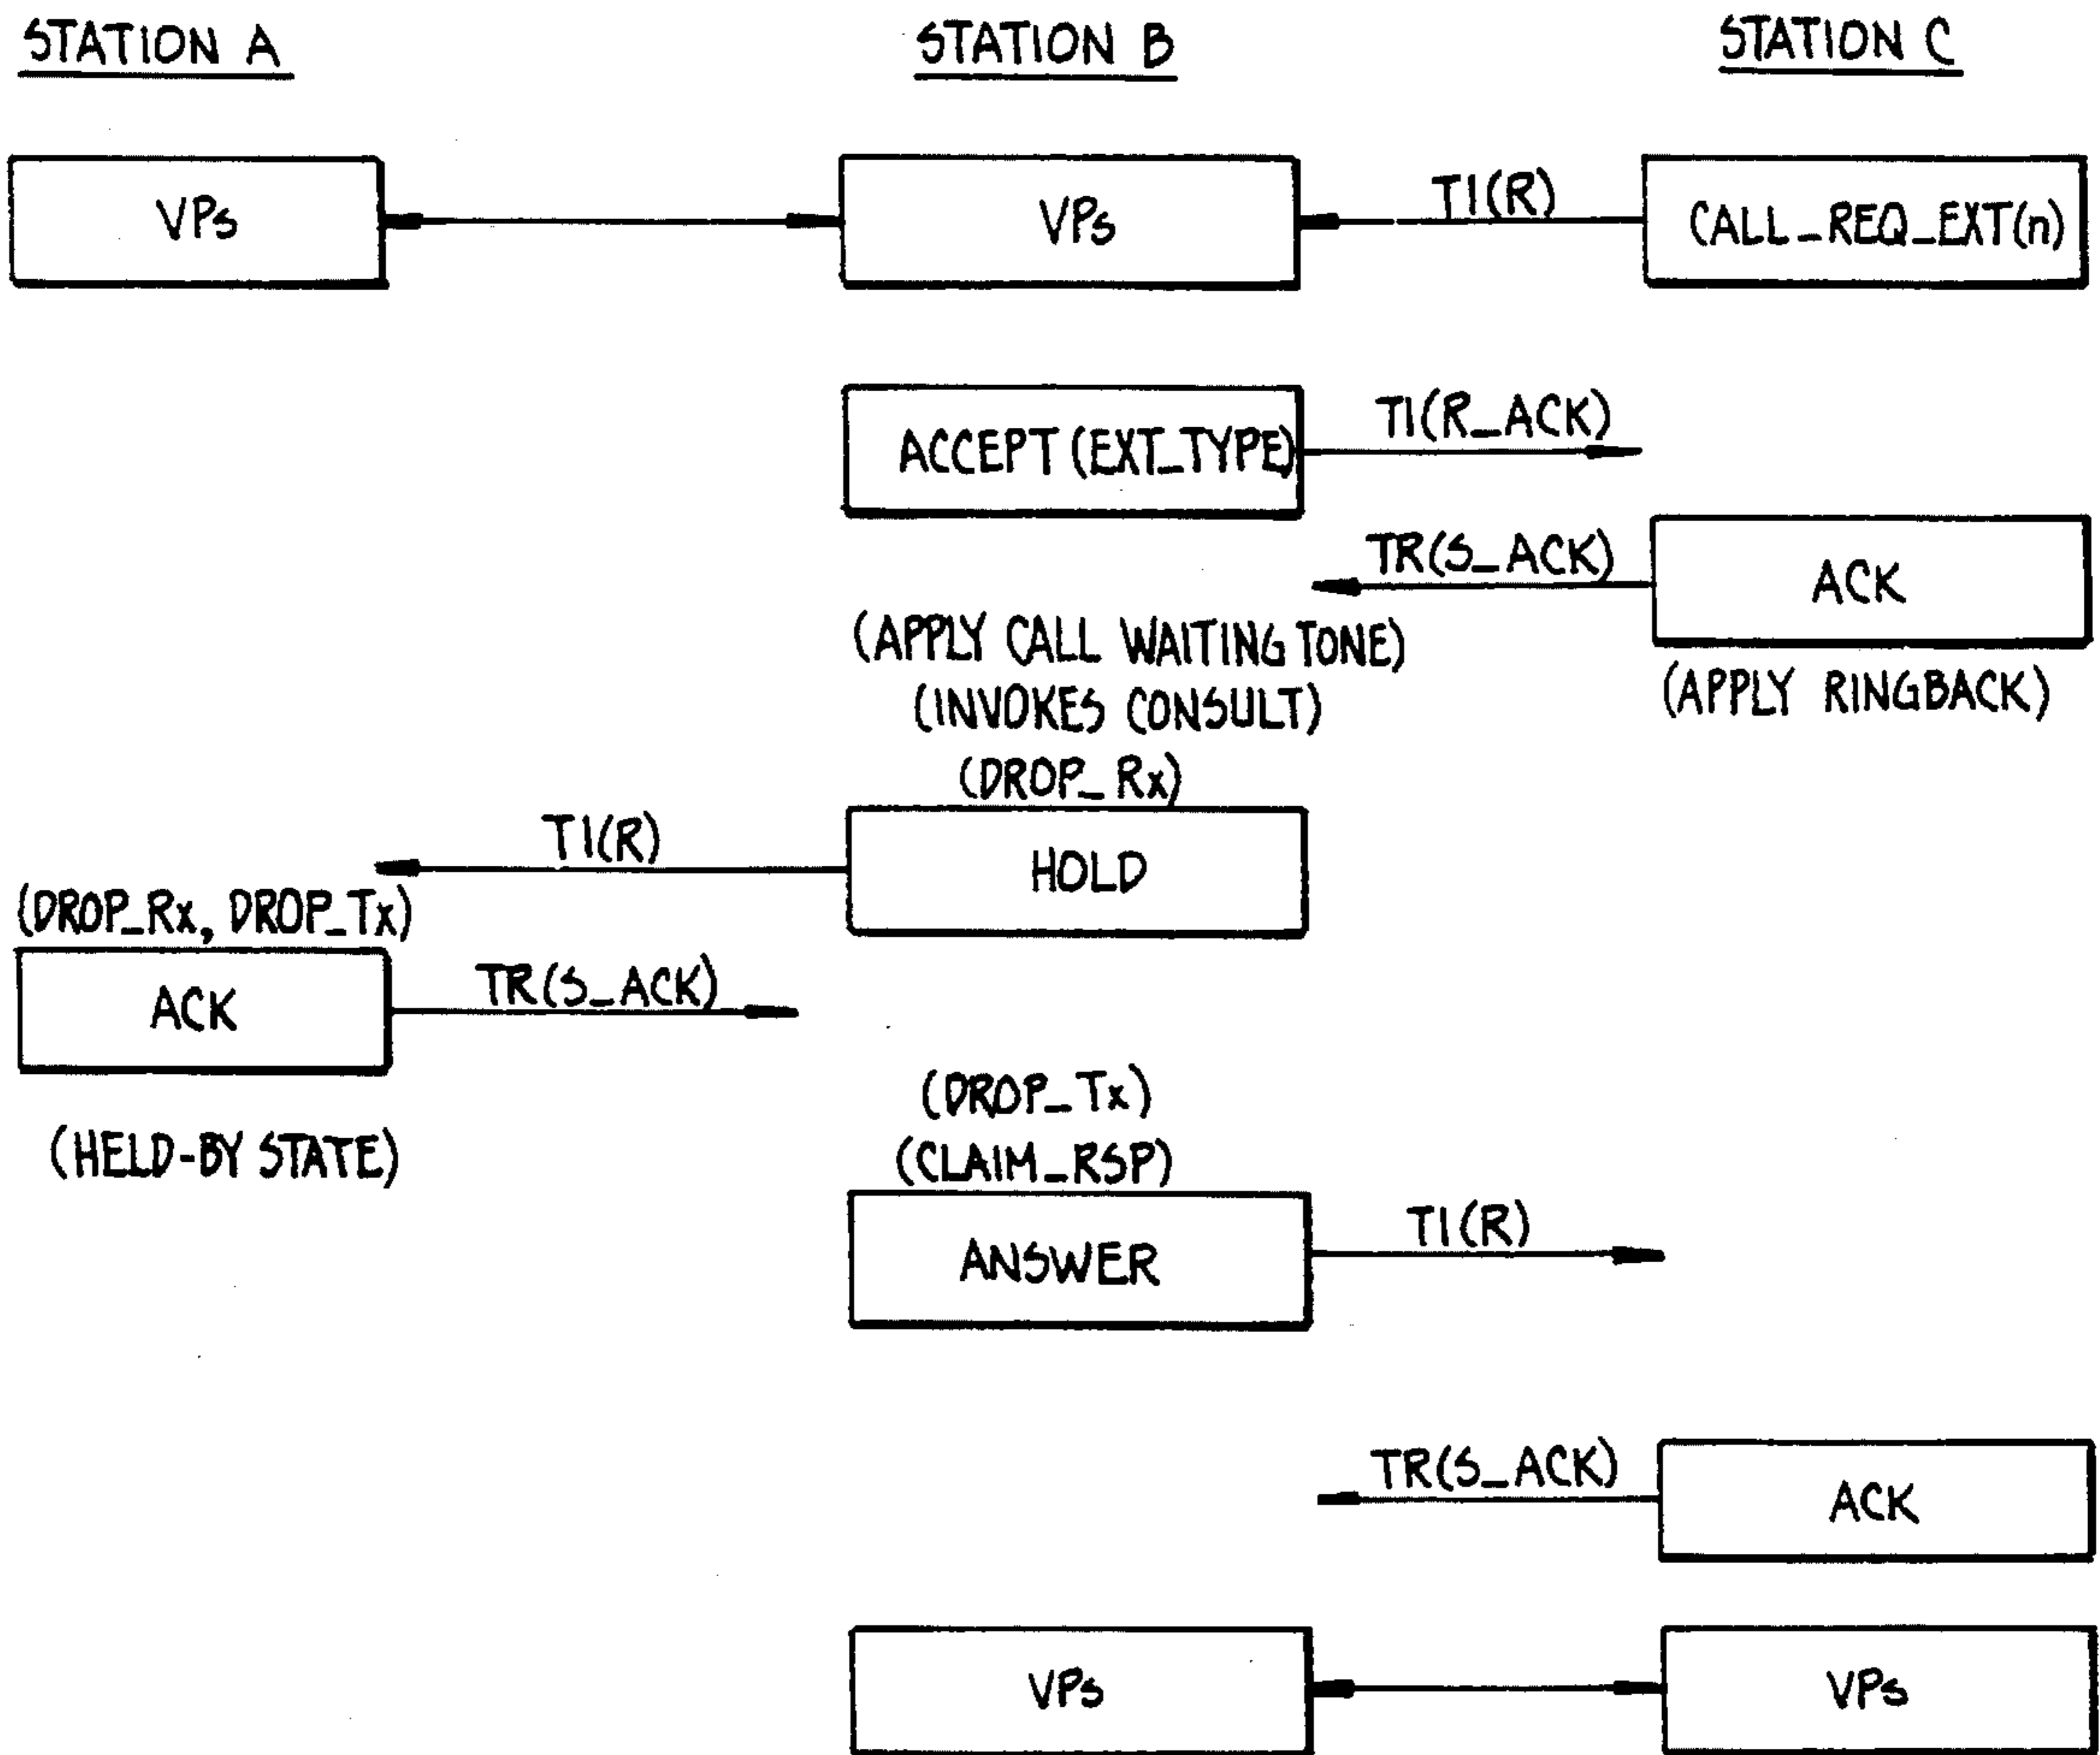 STATION A
STATION B
STATION C
VPs
VPs
TI(R)
CALL_REQ_EXT(n)
ACCEPT (EXT_TYPE)
TI(R_ACK)
TR(S_ACK)
ACK
(APPLY CALL WAITING TONE)
(APPLY RINGBACK)
(INVOKES CONSULT)
(DROP_Rx)
TI(R)
HOLD
(DROP_Rx, DROP_Tx)
ACK
TR(S_ACK)
(DROP_Tx)
(HELD-BY STATE)
(CLAIM_RSP)
ANSWER
TI(R)
TR(S_ACK)
ACK
VPs
VPs